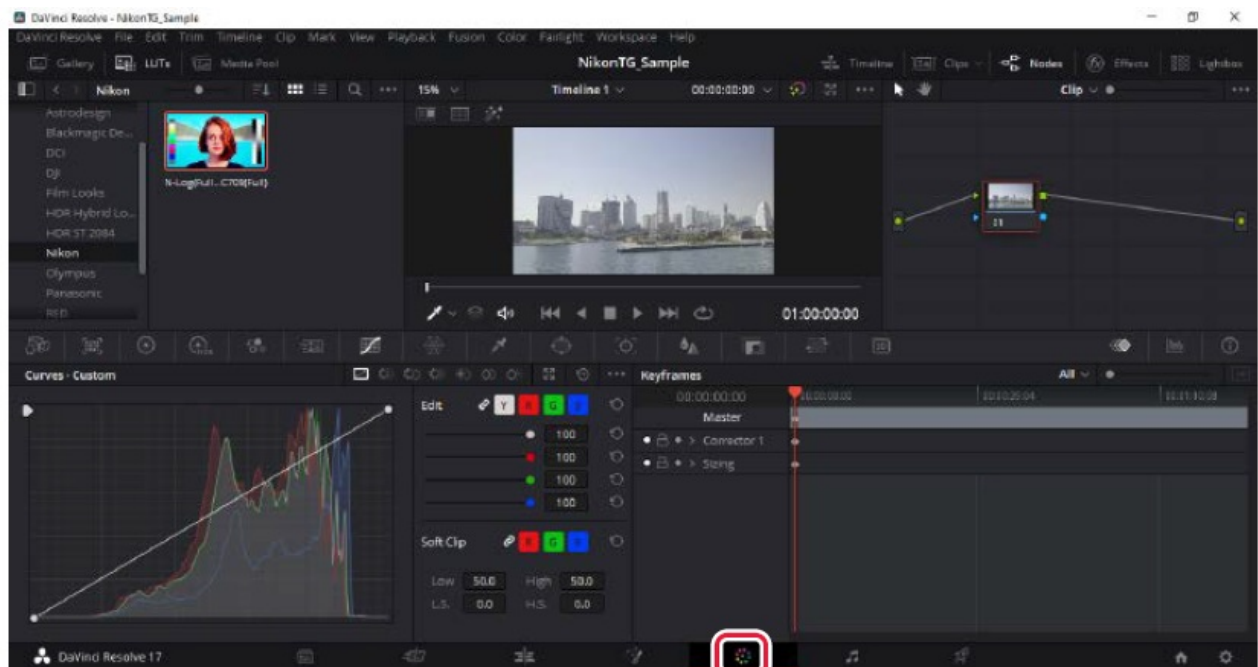 DaVinci Resolve - NikonTG_Sample
DaVinci Resolve File Edit Trim Timeline Clip Mark View Playback Fusion Color Fairlight Workspace Help
Gallery LUTs Media Pool NikonTG_Sample Timeline Clips Nodes Effects Lightbox
Nikon 15% Timeline 1 00:00:00:00 Clip
Astrodesign
Blackmagic De...
DCI
DJI
Film Looks
HDR Hybrid Lo...
HDR ST 2084
Nikon
Olympus
Panasonic
RED
N-Log(Full...C709(Full)
01
01:00:00:00
Curves - Custom
Edit Y R G B
100
100
100
100
Soft Clip R G B
Low 50.0 High 50.0
L.S. 0.0 H.S. 0.0
Keyframes All
00:00:00:00
Master
Corrector 1
Sizing
DaVinci Resolve 17